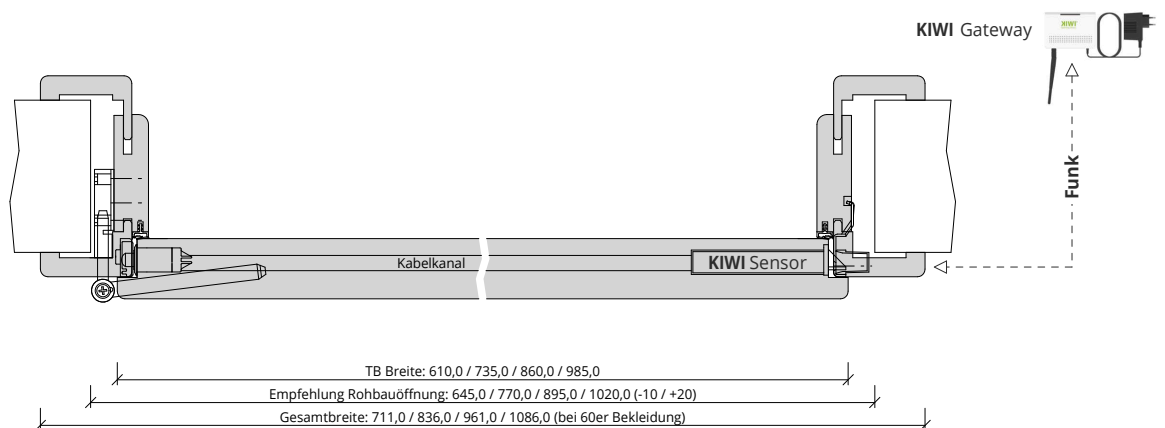 KIWI Gateway
KIWI
Funk
Kabelkanal
KIWI Sensor
TB Breite: 610,0 / 735,0 / 860,0 / 985,0
Empfehlung Rohbauöffnung: 645,0 / 770,0 / 895,0 / 1020,0 (-10 / +20)
Gesamtbreite: 711,0 / 836,0 / 961,0 / 1086,0 (bei 60er Bekleidung)